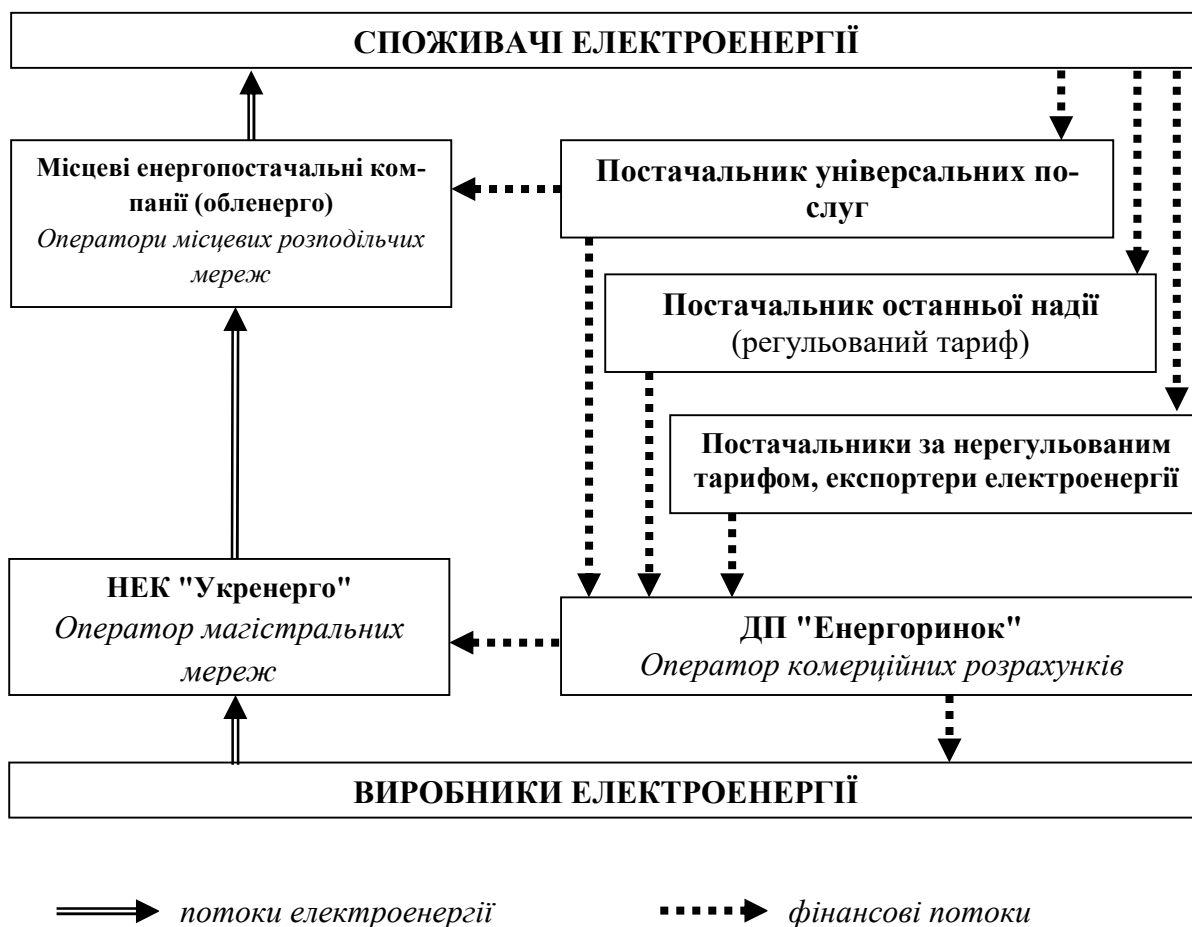 СПОЖИВАЧІ ЕЛЕКТРОЕНЕРГІЇ
Місцеві енергопостачальні ком-
панії (обленерго)
Оператори місцевих розподільчих
мереж
Постачальник універсальних по-
слуг
Постачальник останньої надії
(регульований тариф)
Постачальники за нерегульованим
тарифом, експортери електроенергії
НЕК "Укренерго"
Оператор магістральних
мереж
ДП "Енергоринок"
Оператор комерційних розрахунків
ВИРОБНИКИ ЕЛЕКТРОЕНЕРГІЇ
потоки електроенергії
фінансові потоки